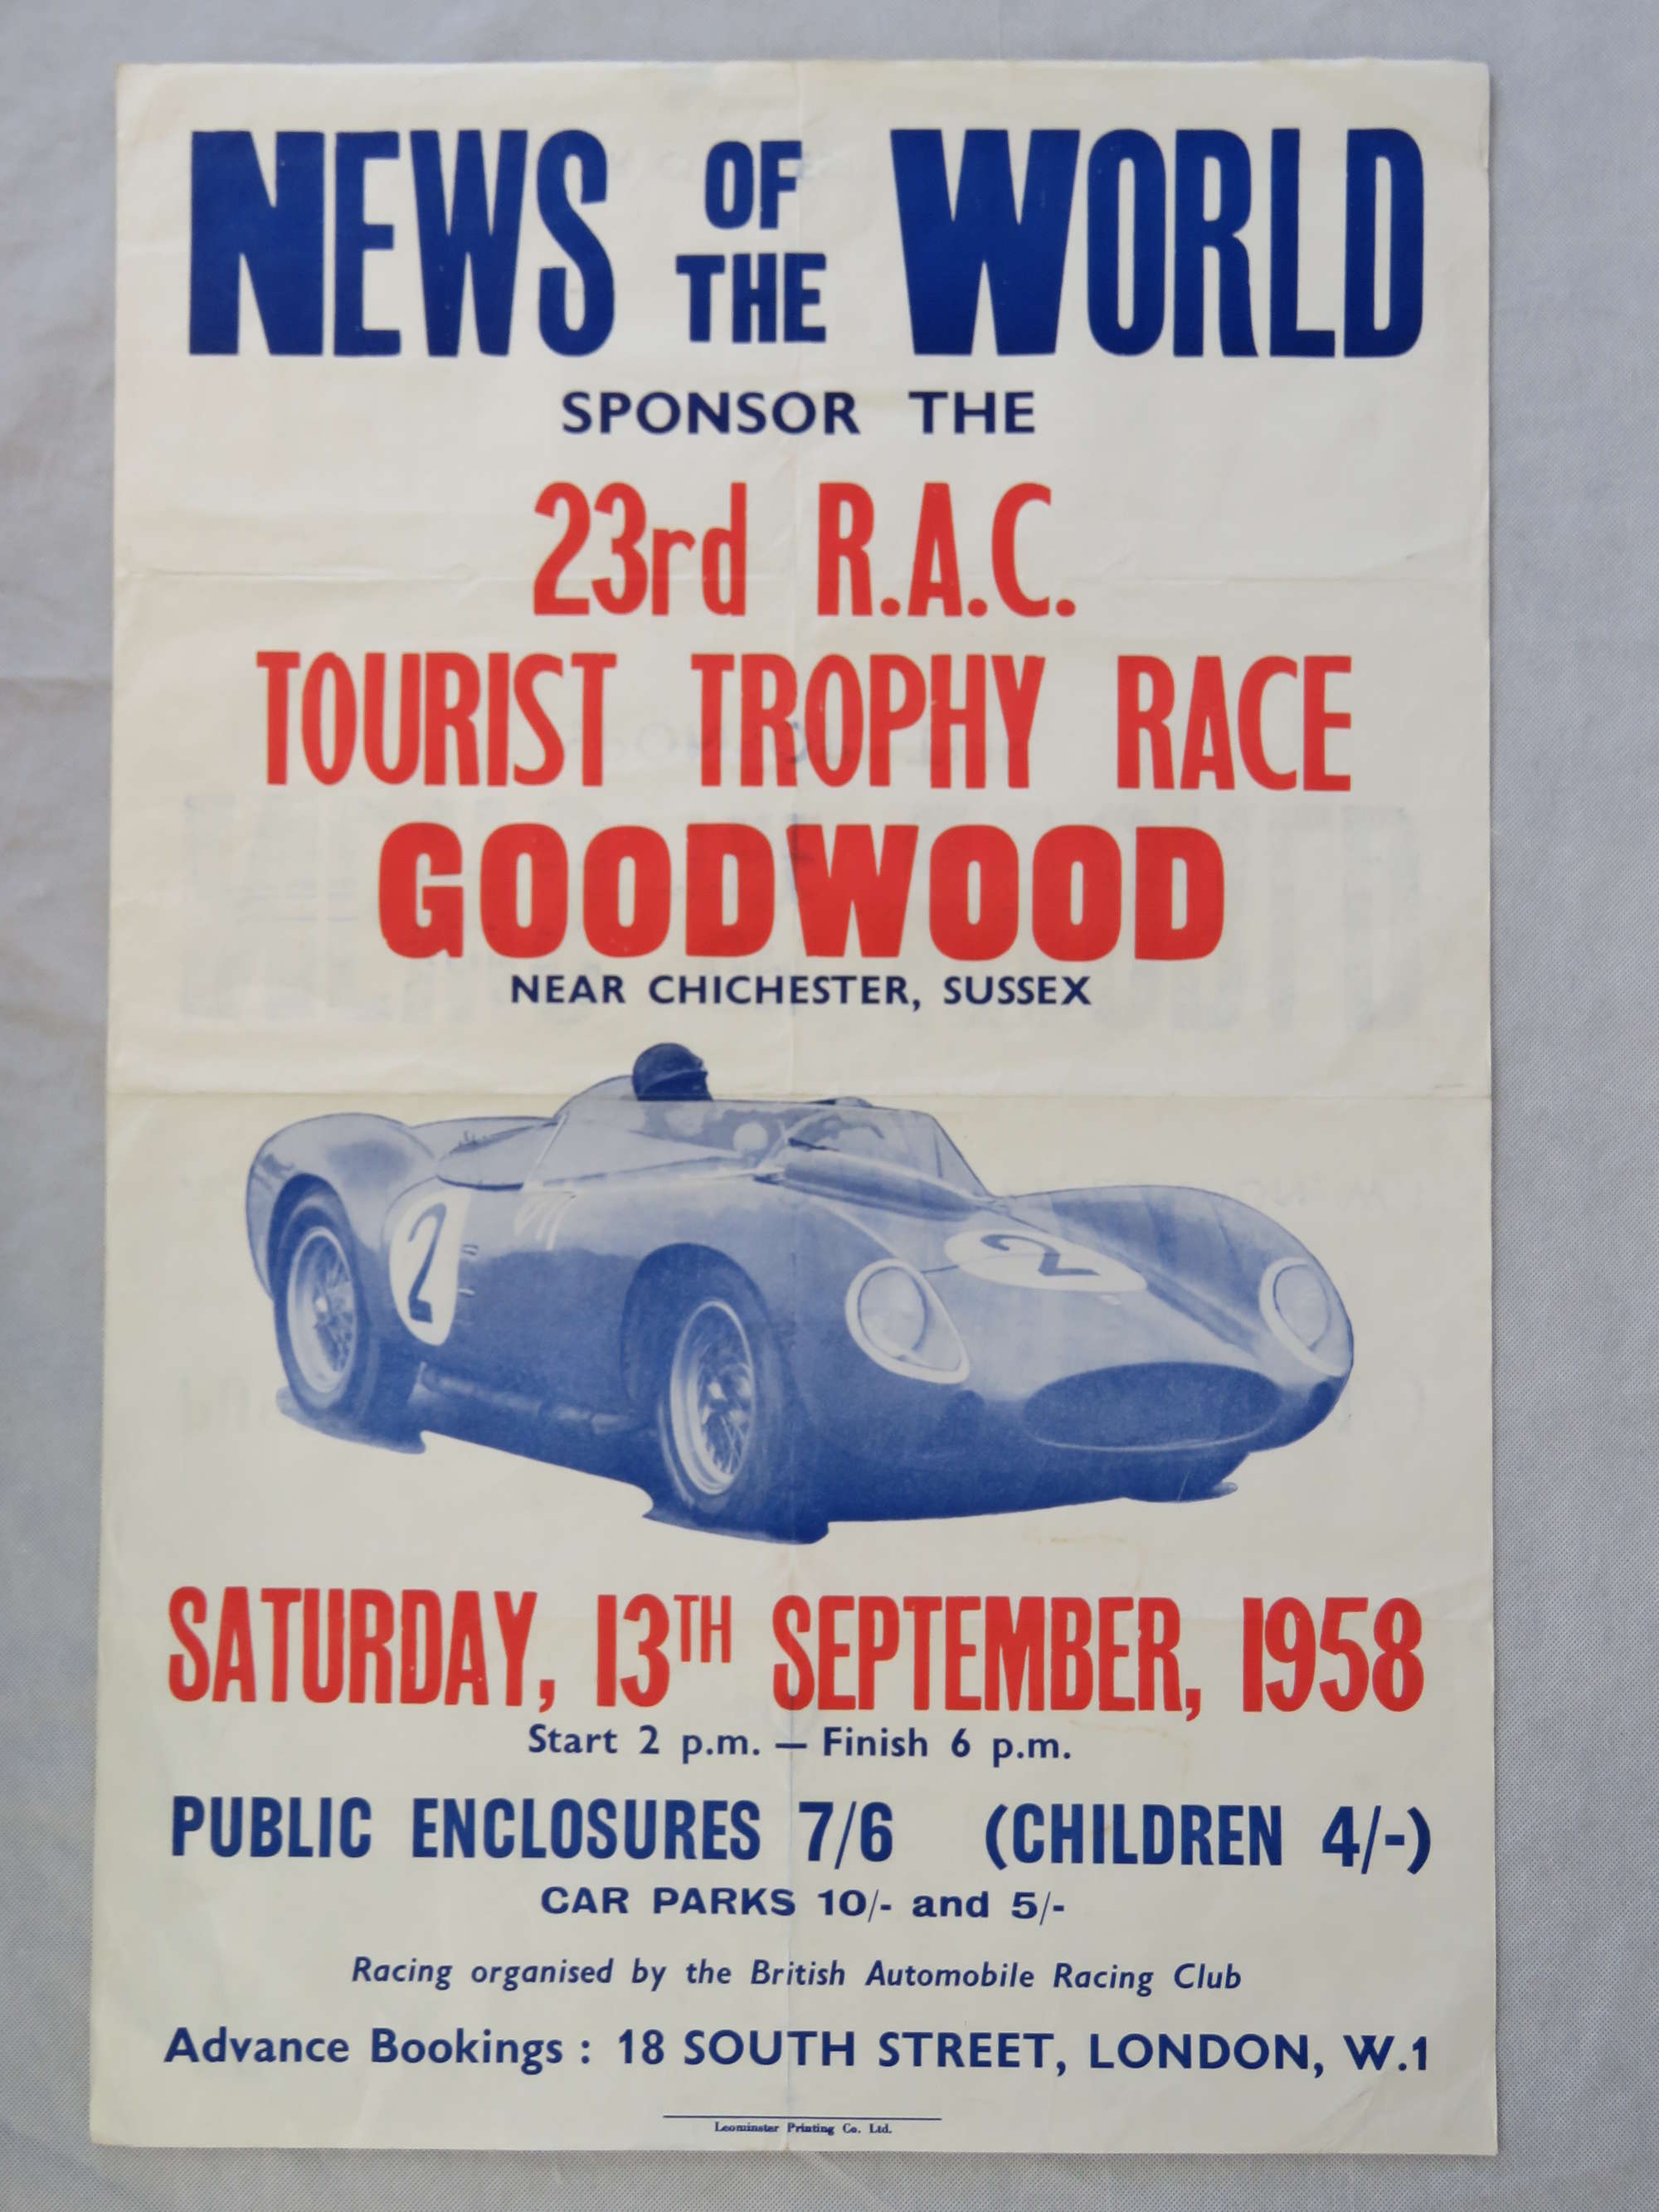 NEWS OF THE WORLD
SPONSOR THE
23rd R.A.C.
TOURIST TROPHY RACE
GOODWOOD
NEAR CHICHESTER, SUSSEX
2
2
SATURDAY, 13TH SEPTEMBER, 1958
Start 2 p.m. — Finish 6 p.m.
PUBLIC ENCLOSURES 7/6 (CHILDREN 4/-)
CAR PARKS 10/- and 5/-
Racing organised by the British Automobile Racing Club
Advance Bookings : 18 SOUTH STREET, LONDON, W.1
Leominster Printing Co. Ltd.